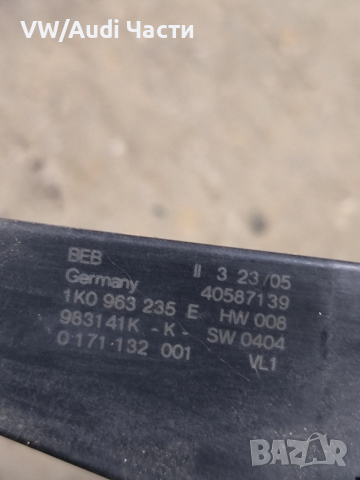 VW/Audi Части
BEB II 3 23/05
Germany 40587139
1K0 963 235 E HW 008
983141K - K - SW 0404
0·171·132 001 VL1
BAZAR